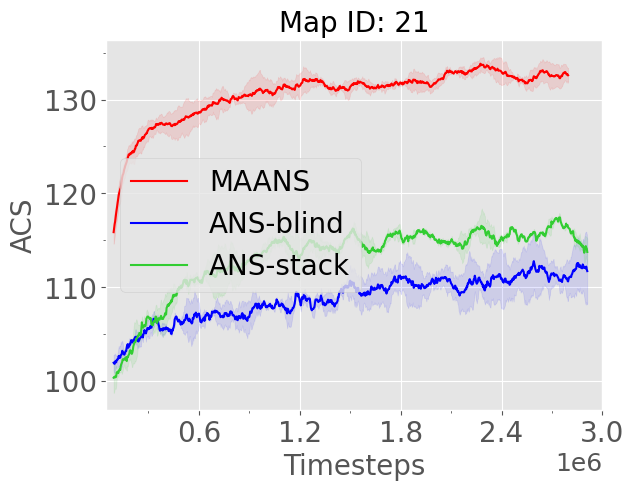 Map ID: 21
ACS
130
120
110
100
MAANS
ANS-blind
ANS-stack
0.6 1.2 1.8 2.4 3.0
Timesteps
1e6